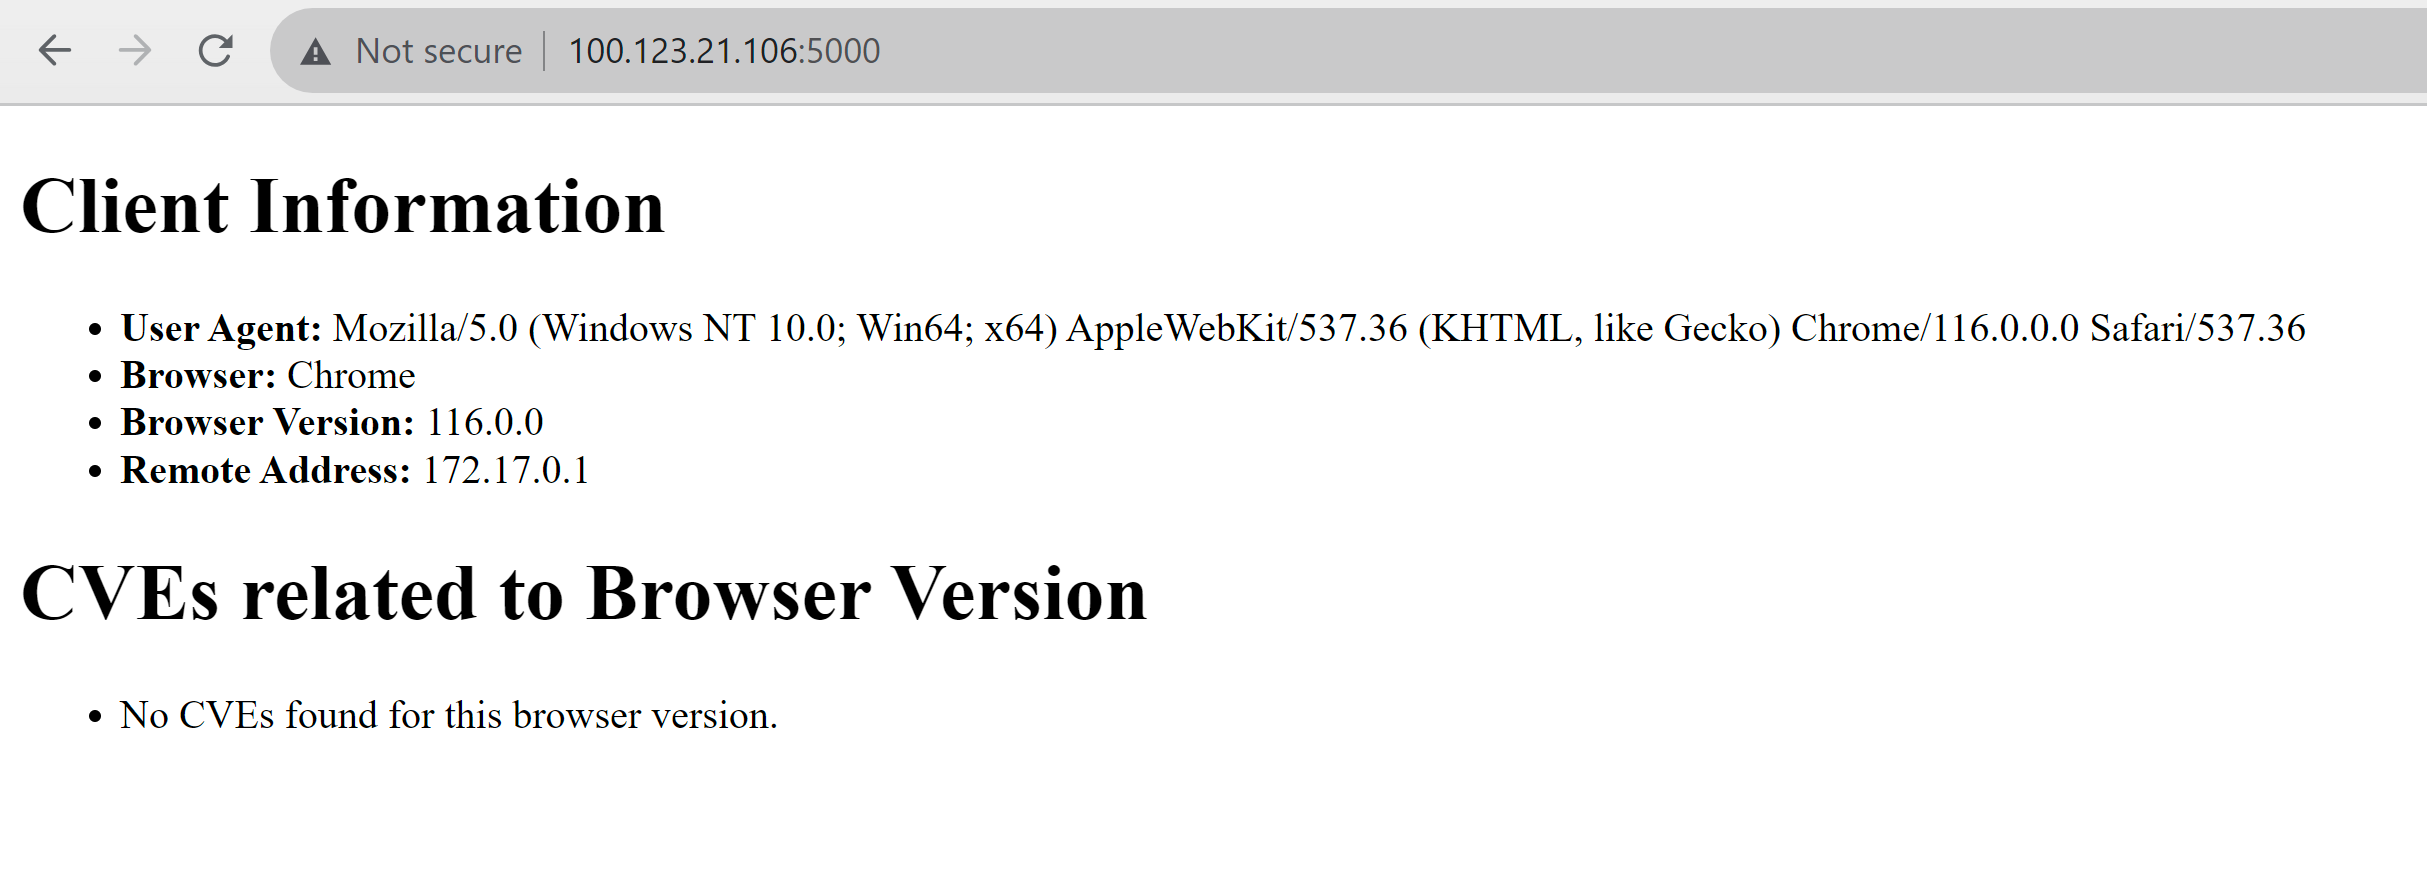 Not secure 100.123.21.106:5000
Client Information
User Agent: Mozilla/5.0 (Windows NT 10.0; Win64; x64) AppleWebKit/537.36 (KHTML, like Gecko) Chrome/116.0.0.0 Safari/537.36
Browser: Chrome
Browser Version: 116.0.0
Remote Address: 172.17.0.1
CVEs related to Browser Version
No CVEs found for this browser version.